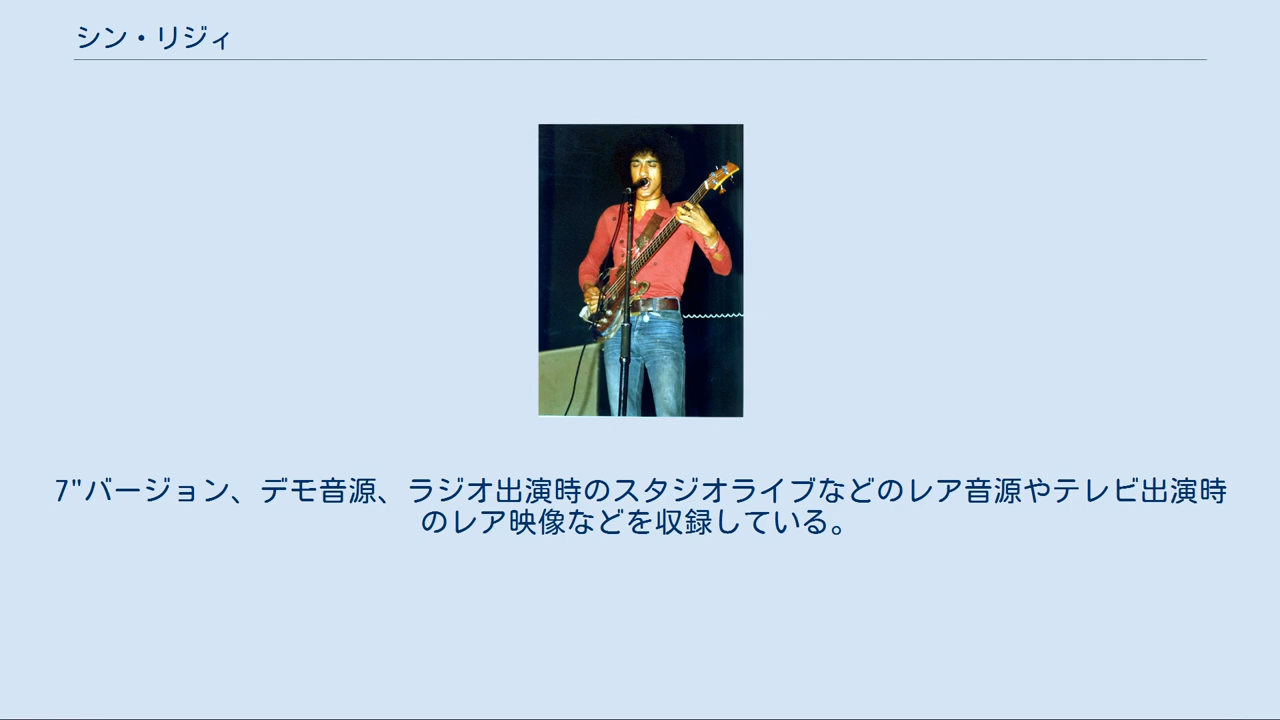 シン・リジィ
7"バージョン、デモ音源、ラジオ出演時のスタジオライブなどのレア音源やテレビ出演時
のレア映像などを収録している。